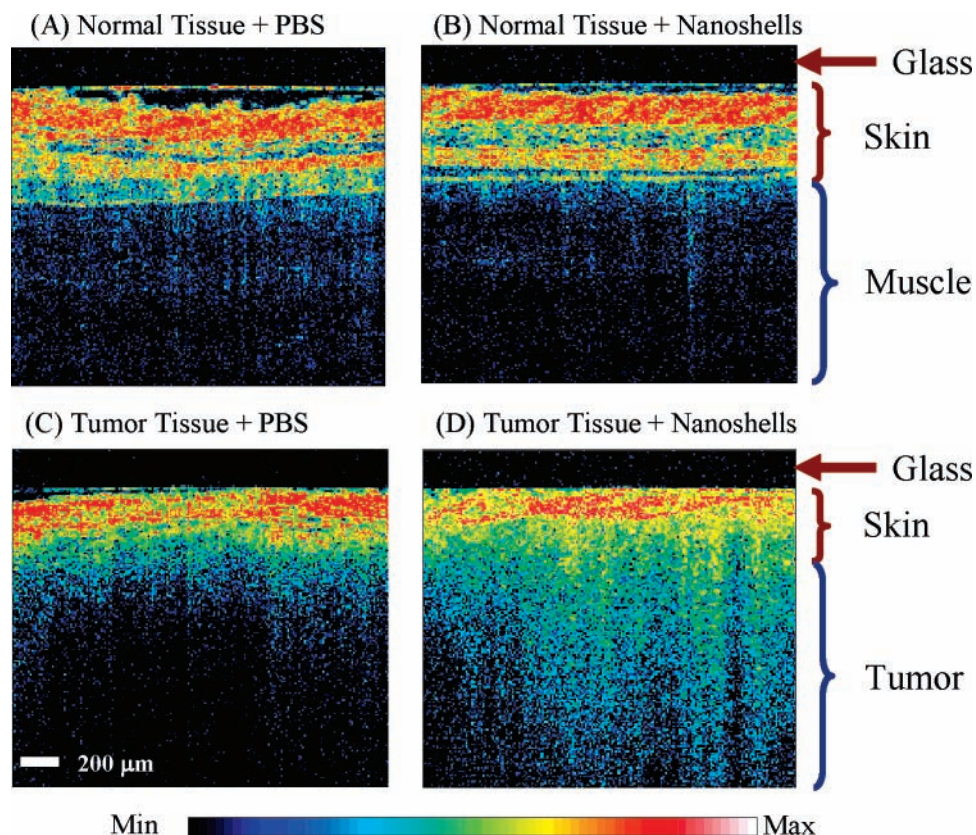 (A) Normal Tissue + PBS
(B) Normal Tissue + Nanoshells
Glass
Skin
Muscle
(C) Tumor Tissue + PBS
(D) Tumor Tissue + Nanoshells
Glass
Skin
Tumor
200 μm
Min
Max